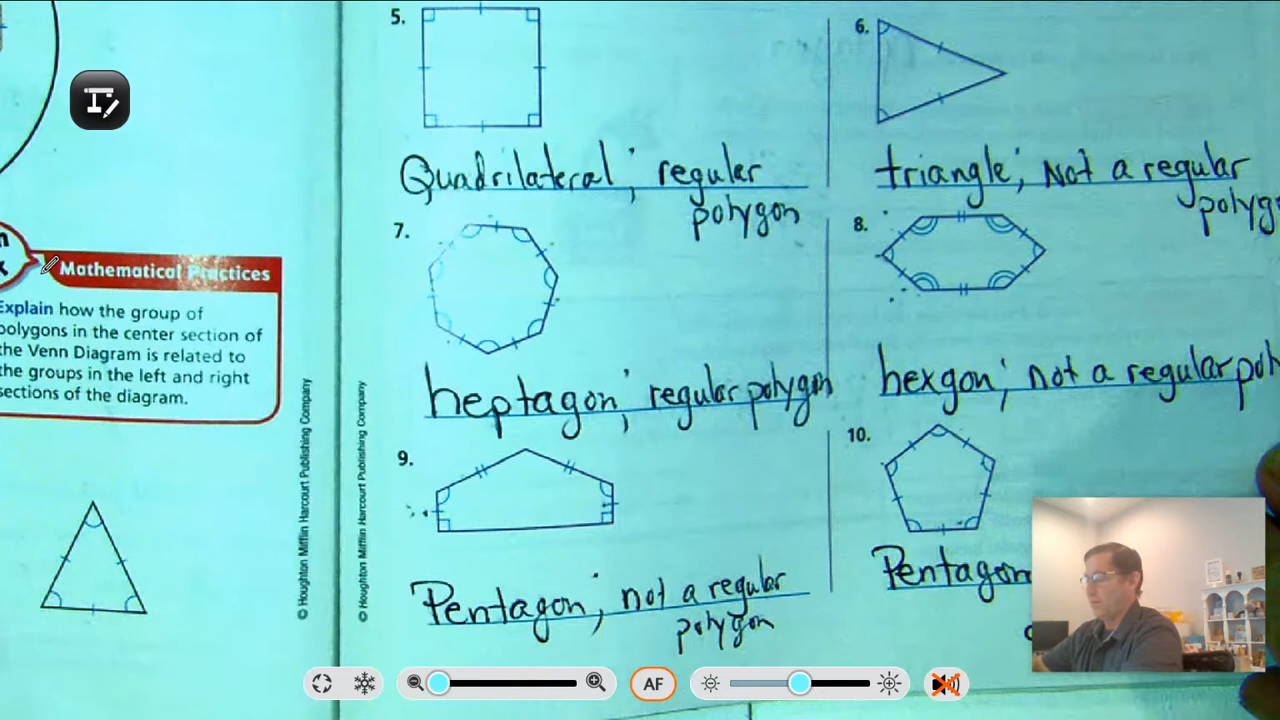 5.
Quadrilateral; regular
polygon
6.
triangle; Not a regular
polyg
7.
heptagon; regular polygon
8.
hexgon; not a regular pol
9.
Pentagon; not a regular
polygon
10.
Pentagon
Mathematical Practices
Explain how the group of
polygons in the center section of
the Venn Diagram is related to
the groups in the left and right
sections of the diagram.
© Houghton Mifflin Harcourt Publishing Company
© Houghton Mifflin Harcourt Publishing Company
AF